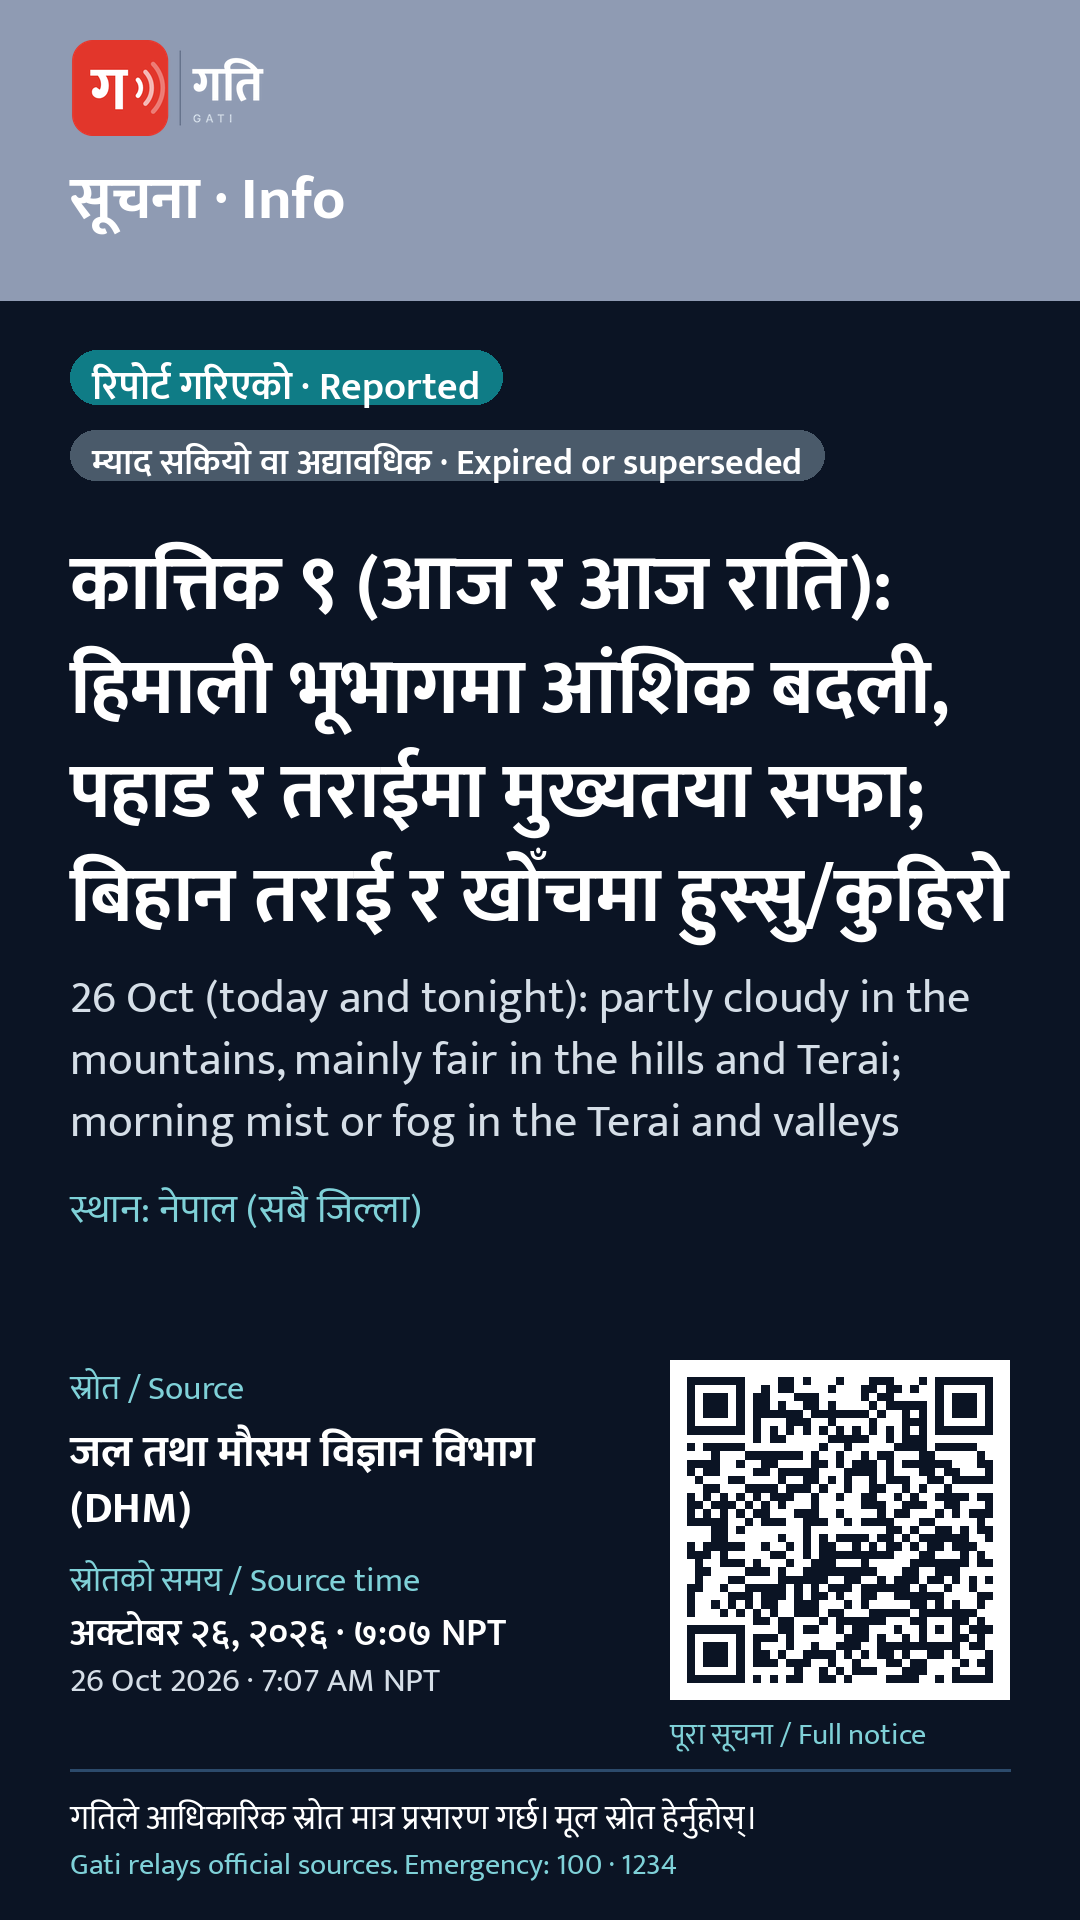 ग
गति
GATI
सूचना · Info
रिपोर्ट गरिएको · Reported
म्याद सकियो वा अद्यावधिक · Expired or superseded
कात्तिक ९ (आज र आज राति):
हिमाली भूभागमा आंशिक बदली,
पहाड र तराईमा मुख्यतया सफा;
बिहान तराई र खोँचमा हुस्सु/कुहिरो
26 Oct (today and tonight): partly cloudy in the
mountains, mainly fair in the hills and Terai;
morning mist or fog in the Terai and valleys
स्थान: नेपाल (सबै जिल्ला)
स्रोत / Source
जल तथा मौसम विज्ञान विभाग
(DHM)
स्रोतको समय / Source time
अक्टोबर २६, २०२६ · ७:०७ NPT
26 Oct 2026 · 7:07 AM NPT
पूरा सूचना / Full notice
गतिले आधिकारिक स्रोत मात्र प्रसारण गर्छ। मूल स्रोत हेर्नुहोस्।
Gati relays official sources. Emergency: 100 · 1234